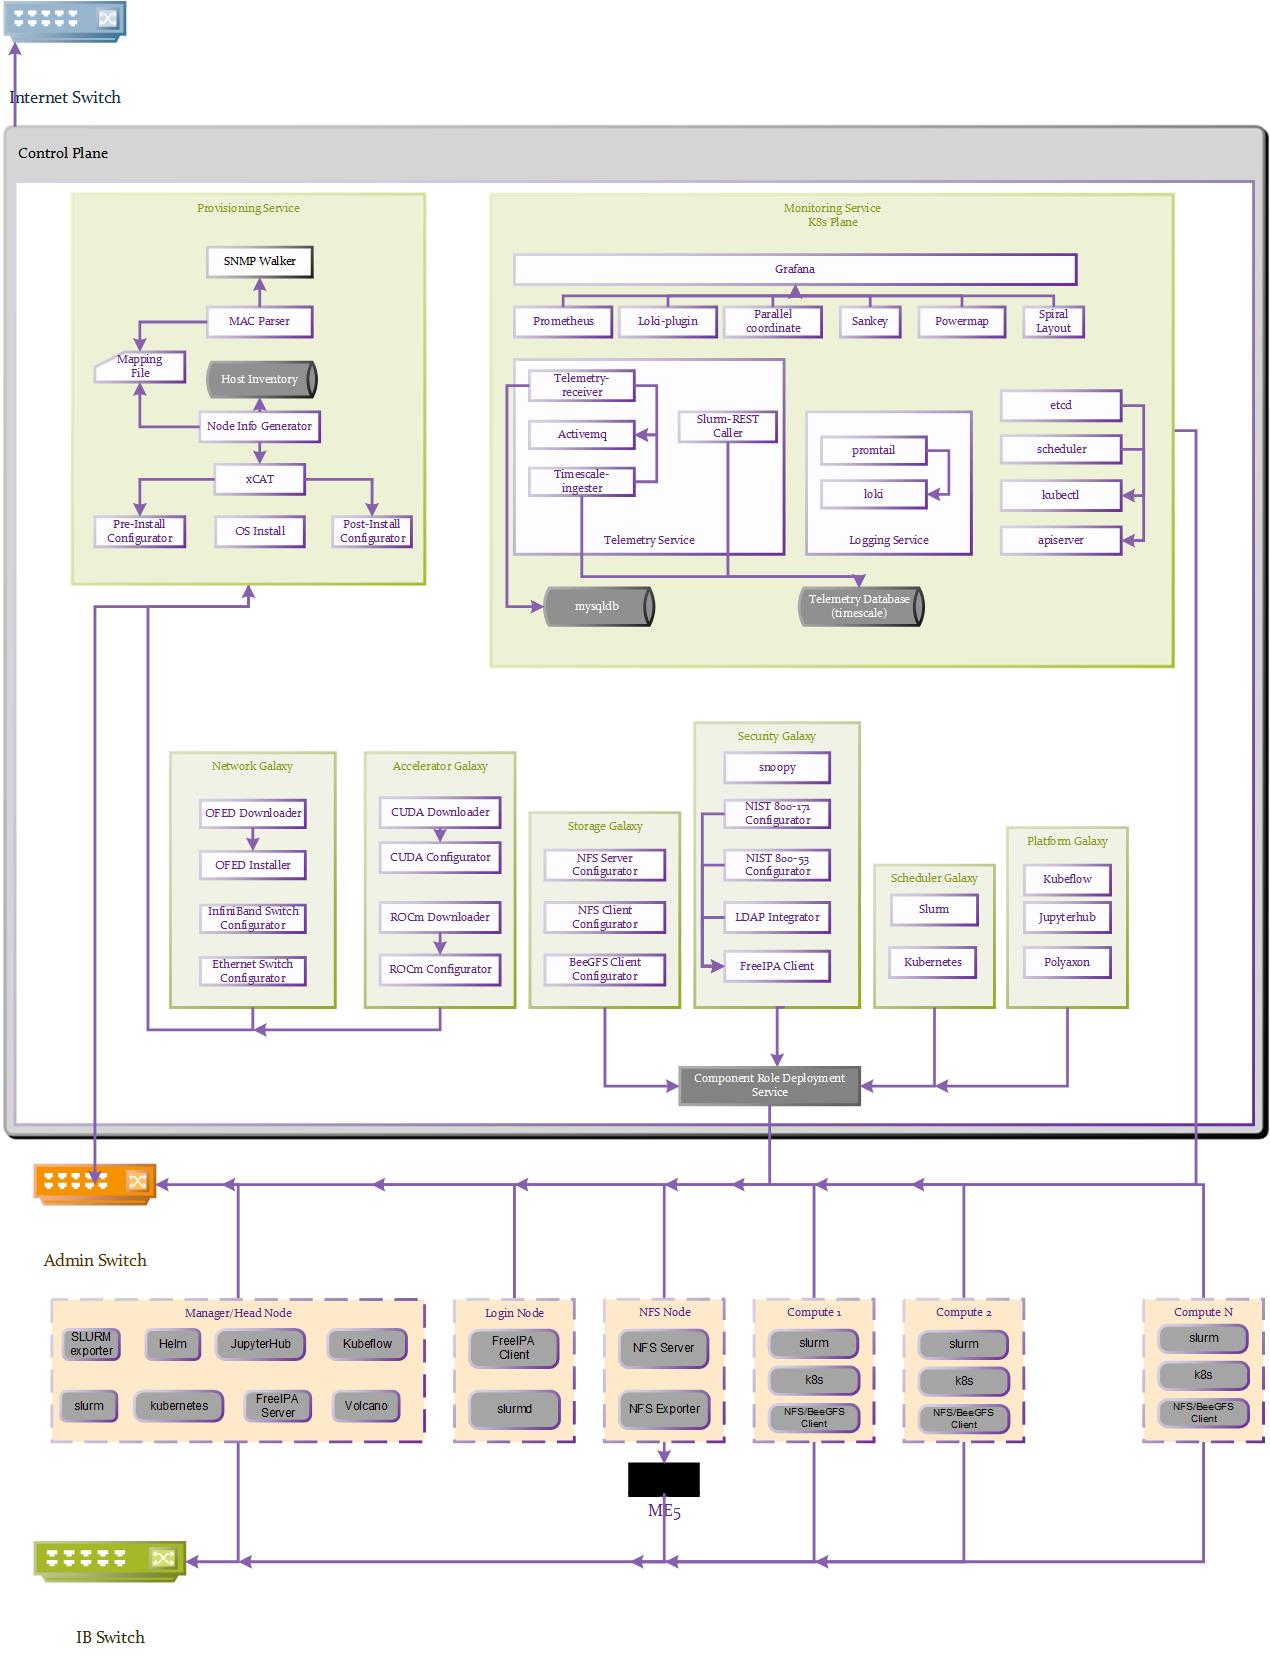 Internet Switch
Control Plane
Provisioning Service
SNMP Walker
MAC Parser
Mapping
File
Host Inventory
Node Info Generator
xCAT
Pre-Install
Configurator
OS Install
Post-Install
Configurator
Monitoring Service
K8s Plane
Grafana
Prometheus
Loki-plugin
Parallel
coordinate
Sankey
Powermap
Spiral
Layout
Telemetry-
receiver
Activemq
Timescale-
ingester
Slurm-REST
Caller
Telemetry Service
promtail
loki
Logging Service
etcd
scheduler
kubectl
apiserver
mysqldb
Telemetry Database
(timescale)
Network Galaxy
OFED Downloader
OFED Installer
InfiniBand Switch
Configurator
Ethernet Switch
Configurator
Accelerator Galaxy
CUDA Downloader
CUDA Configurator
ROCm Downloader
ROCm Configurator
Storage Galaxy
NFS Server
Configurator
NFS Client
Configurator
BeeGFS Client
Configurator
Security Galaxy
snoopy
NIST 800-171
Configurator
NIST 800-53
Configurator
LDAP Integrator
FreeIPA Client
Scheduler Galaxy
Slurm
Kubernetes
Platform Galaxy
Kubeflow
Jupyterhub
Polyaxon
Component Role Deployment
Service
Admin Switch
Manager/Head Node
SLURM
exporter
Helm
JupyterHub
Kubeflow
slurm
kubernetes
FreeIPA
Server
Volcano
Login Node
FreeIPA
Client
slurmd
NFS Node
NFS Server
NFS Exporter
ME5
Compute 1
slurm
k8s
NFS/BeeGFS
Client
Compute 2
slurm
k8s
NFS/BeeGFS
Client
Compute N
slurm
k8s
NFS/BeeGFS
Client
IB Switch